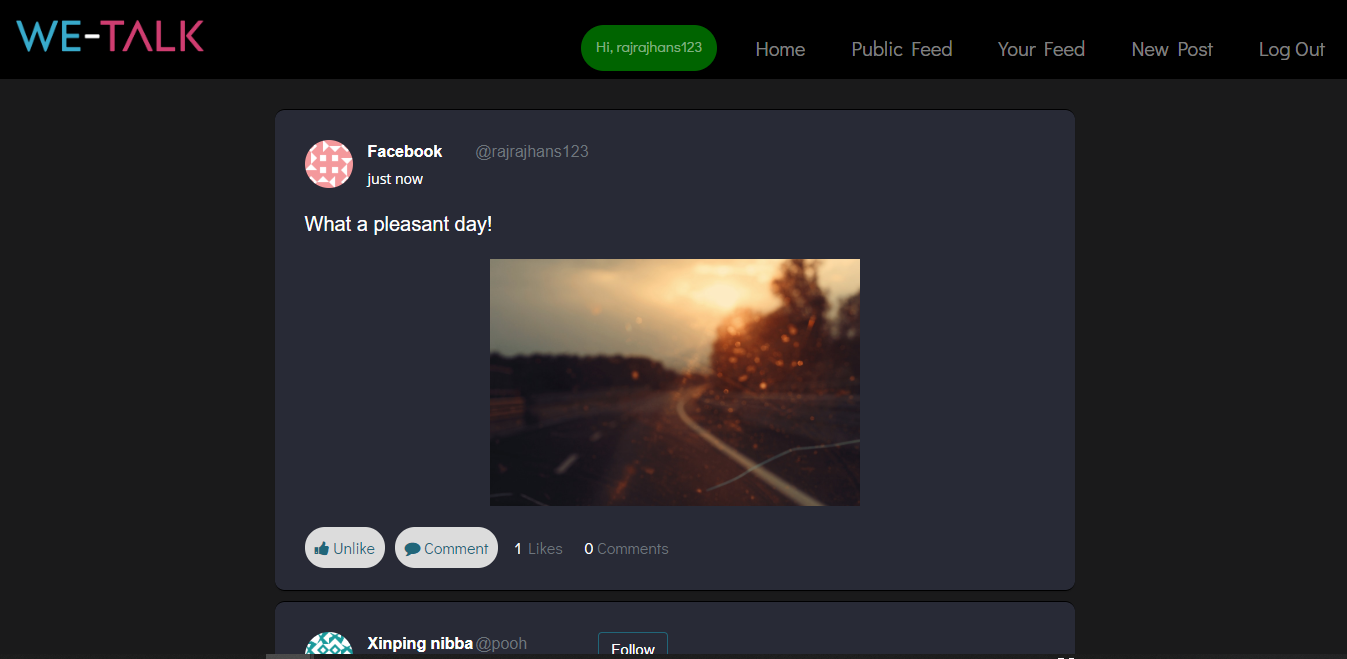 WE-TALK
Hi, rajrajhans123 Home Public Feed Your Feed New Post Log Out
Facebook @rajrajhans123
just now
What a pleasant day!
Unlike Comment 1 Likes 0 Comments
Xinping nibba @pooh Follow